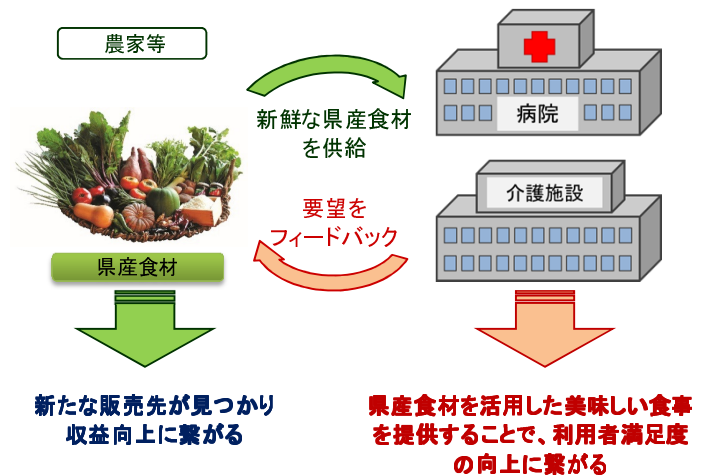 農家等
新鮮な県産食材
を供給
病院
介護施設
要望を
フィードバック
県産食材
新たな販売先が見つかり
収益向上に繋がる
県産食材を活用した美味しい食事
を提供することで、利用者満足度
の向上に繋がる